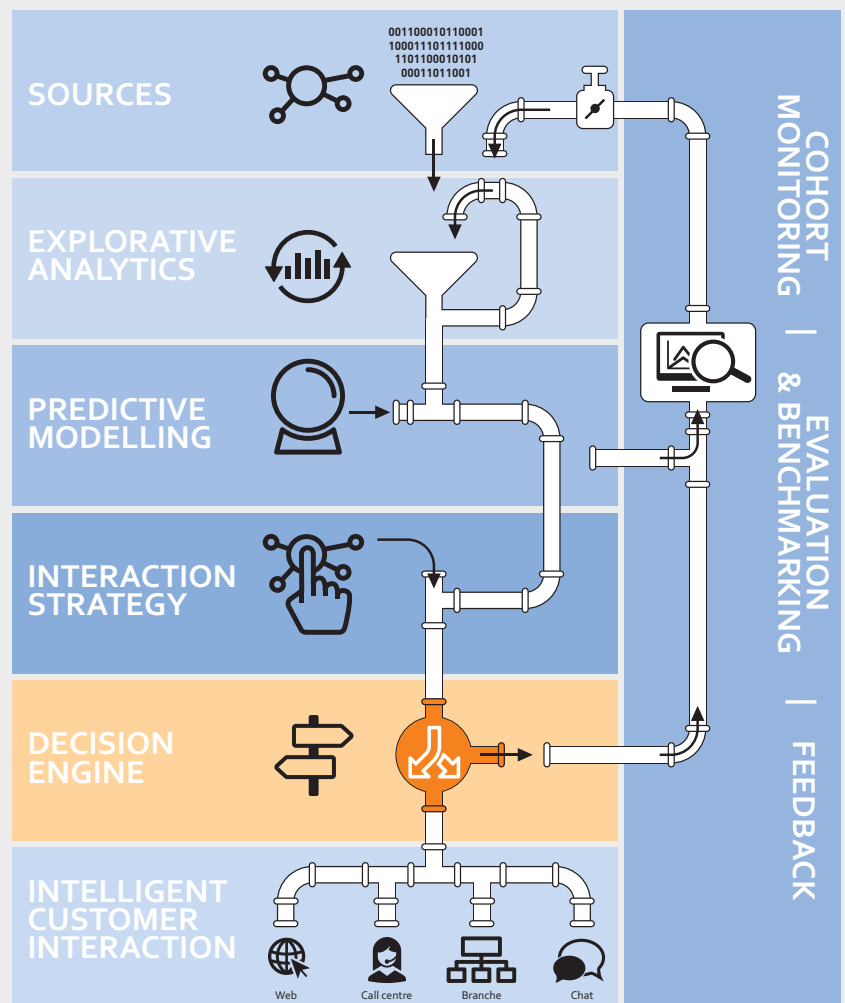 001100010110001
100011101111000
1101100010101
00011011001
SOURCES
EXPLORATIVE
ANALYTICS
PREDICTIVE
MODELLING
INTERACTION
STRATEGY
DECISION
ENGINE
INTELLIGENT
CUSTOMER
INTERACTION
Web
Call centre
Branche
Chat
COHORT
MONITORING
|
EVALUATION
& BENCHMARKING
|
FEEDBACK